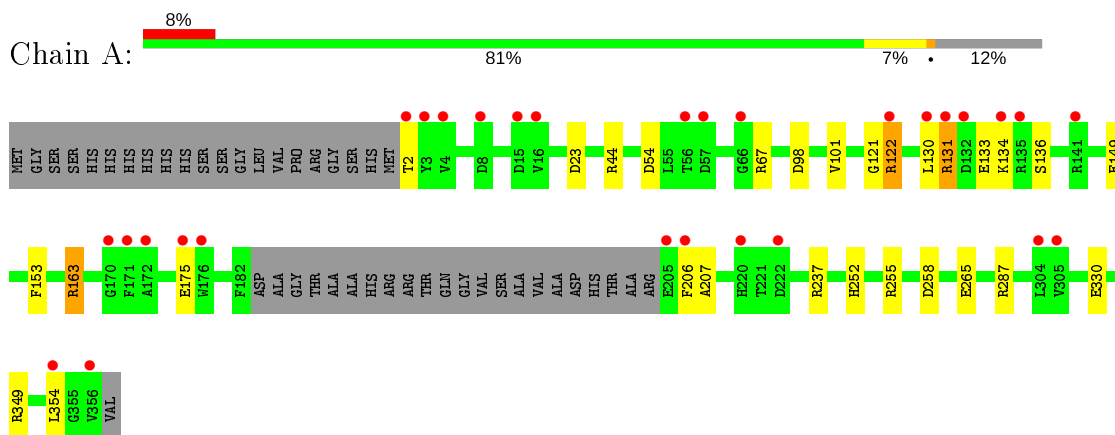 8%
Chain A:
81% 7% • 12%
MET GLY SER SER HIS HIS HIS HIS HIS HIS SER SER GLY LEU VAL PRO ARG GLY SER HIS MET T2 Y3 V4 D8 D15 V16 D23 R44 D54 L55 T56 D57 G66 R67 D98 V101 G121 R122 L130 R131 D132 E133 K134 R135 S136 R141
F153 R163 G170 F171 A172 E175 W176 F182 ASP ALA GLY THR ALA ALA HIS ARG ARG THR GLN GLY VAL SER ALA VAL ALA ASP HIS THR ALA ARG E205 F206 A207 H220 T221 D222 R237 H252 R255 D258 E265 R287 L304 V305 E330
R349 L354 G355 V356 VAL